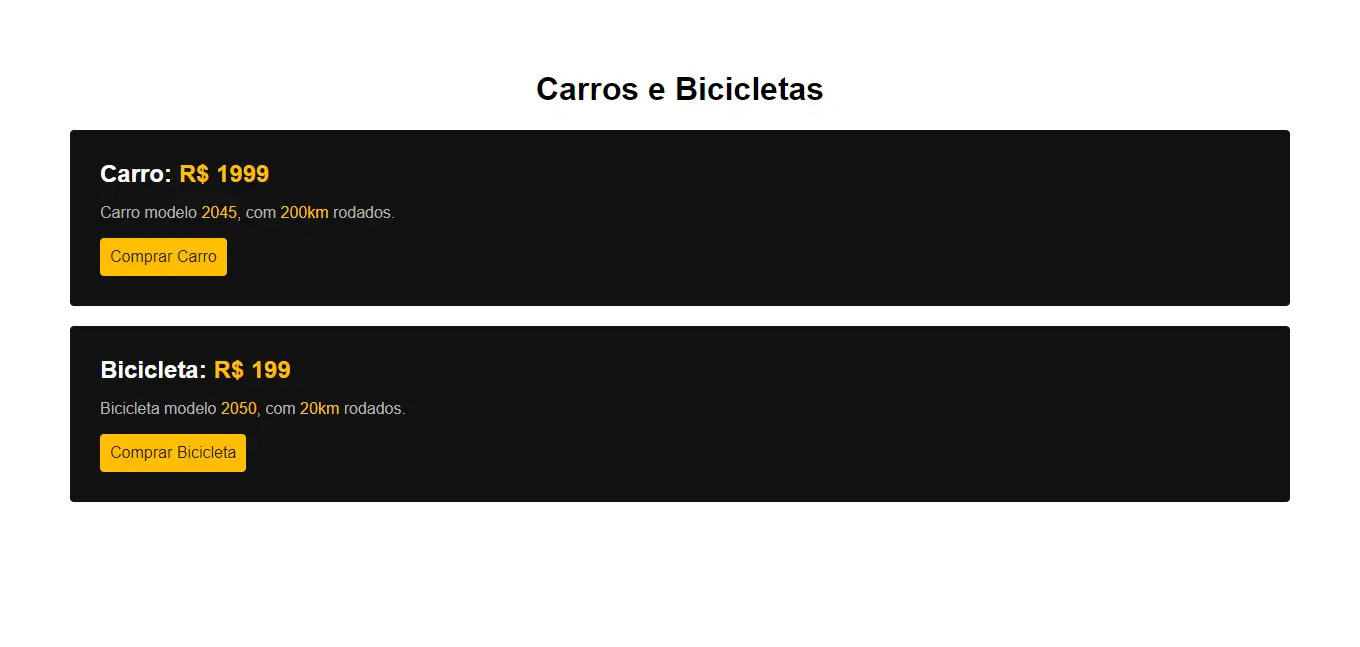 Carros e Bicicletas
Carro: R$ 1999
Carro modelo 2045, com 200km rodados.
Comprar Carro
Bicicleta: R$ 199
Bicicleta modelo 2050, com 20km rodados.
Comprar Bicicleta